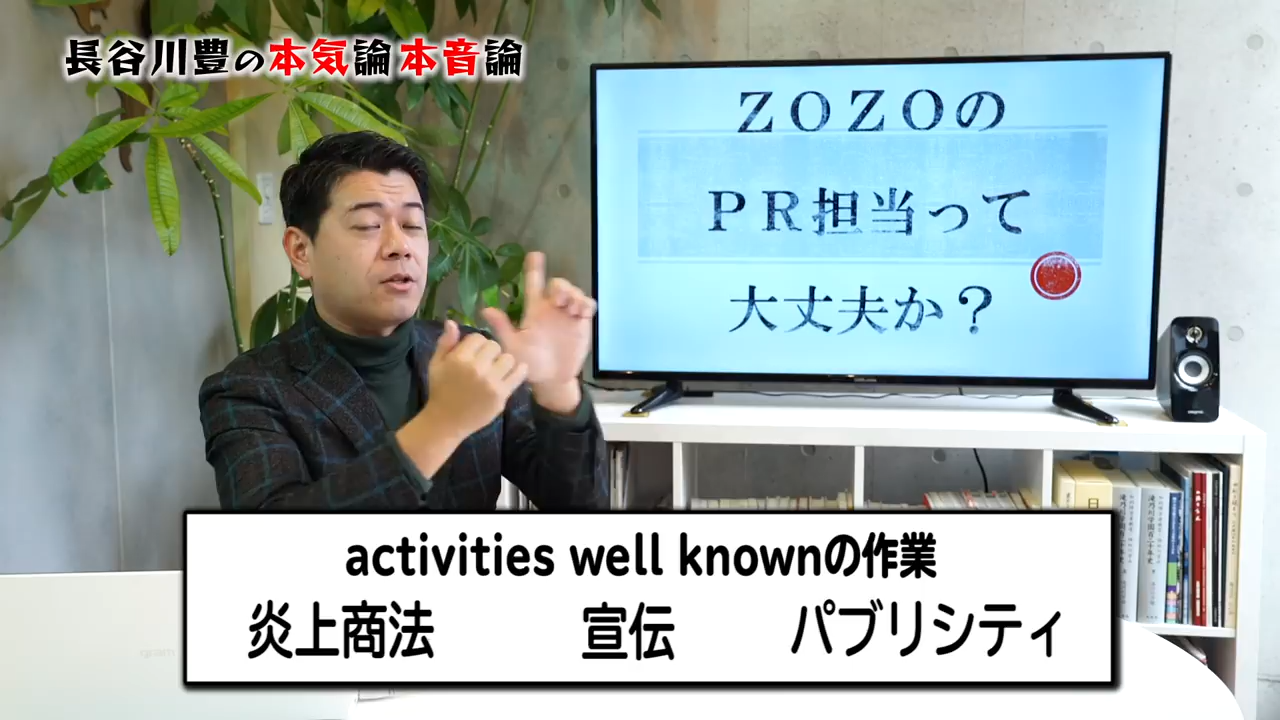 長谷川豊の本気論 本音論
ZOZOの
PR担当って
大丈夫か？
activities well knownの作業
炎上商法 宣伝 パブリシティ